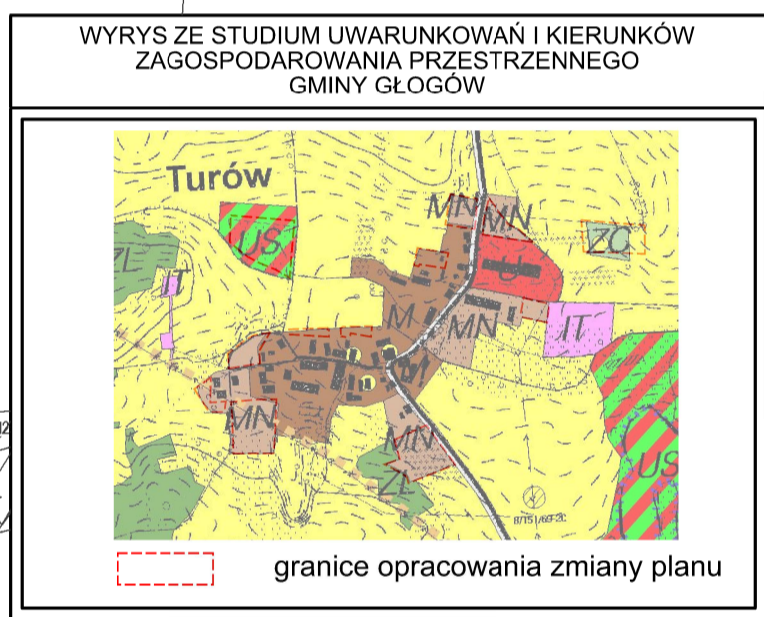 WYRYS ZE STUDIUM UWARUNKOWAŃ I KIERUNKÓW
ZAGOSPODAROWANIA PRZESTRZENNEGO
GMINY GŁOGÓW
Turów
MN
MN
US
ZC
ZL
U
IT
M
MN
IT
M
MN
MN
ZL
US
granice opracowania zmiany planu